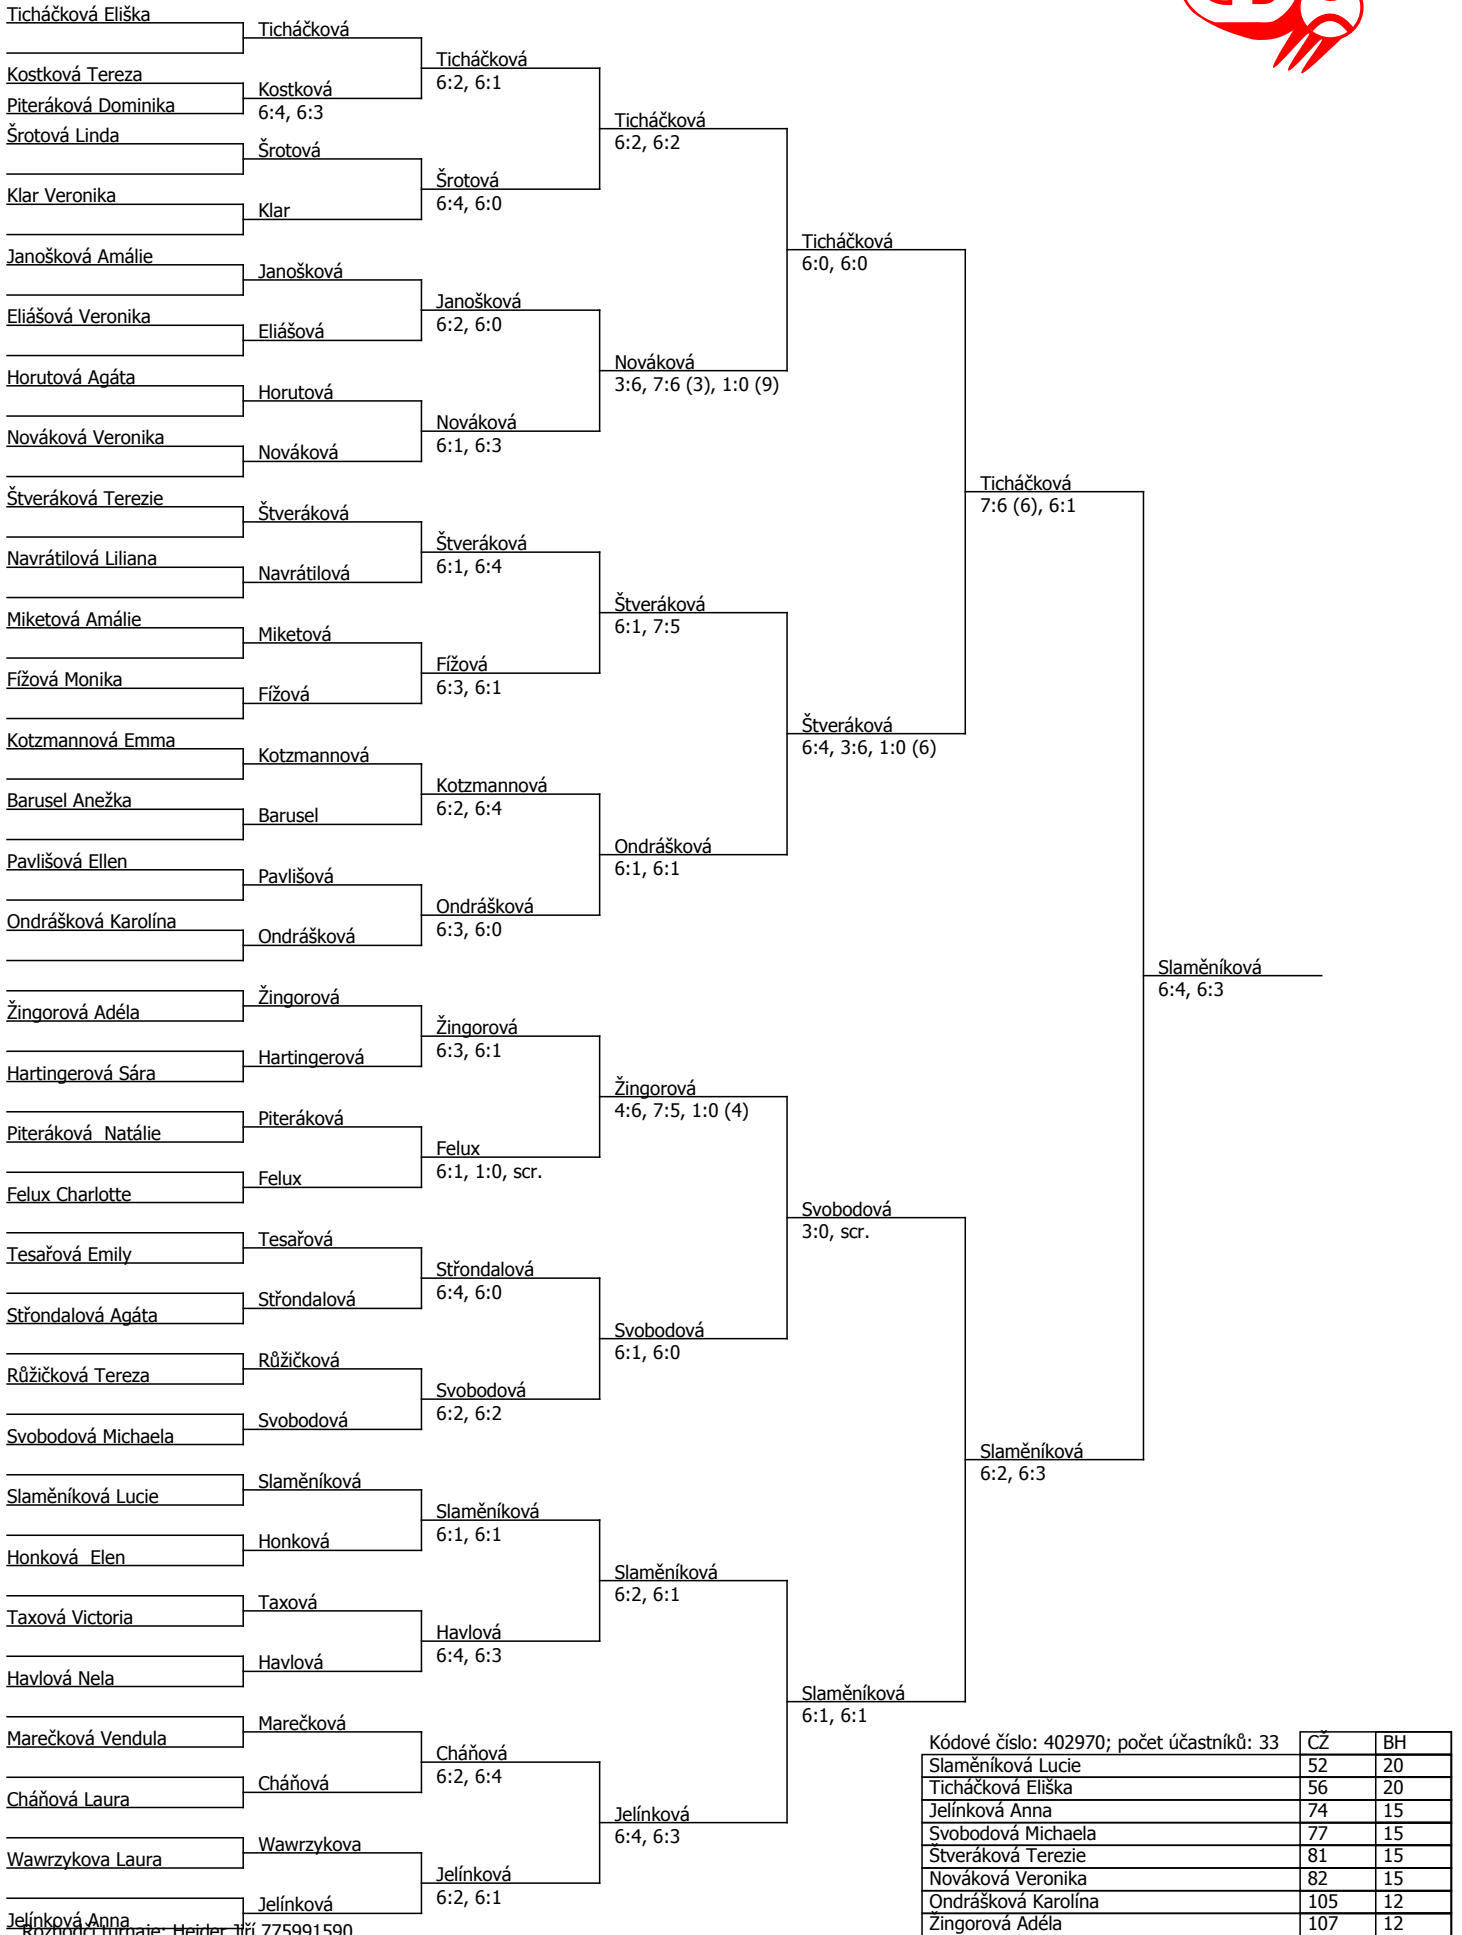 Ticháčková Eliška
Kostková Tereza
Piteráková Dominika
Šrotová Linda
Klar Veronika
Janošková Amálie
Eliášová Veronika
Horutová Agáta
Nováková Veronika
Štveráková Terezie
Navrátilová Liliana
Miketová Amálie
Fížová Monika
Kotzmannová Emma
Barusel Anežka
Pavlišová Ellen
Ondrášková Karolína
Žingorová Adéla
Hartingerová Sára
Piteráková  Natálie
Felux Charlotte
Tesařová Emily
Střondalová Agáta
Růžičková Tereza
Svobodová Michaela
Slaměníková Lucie
Honková  Elen
Taxová Victoria
Havlová Nela
Marečková Vendula
Cháňová Laura
Wawrzykova Laura
Jelínková Anna
Rozhodčí turnaje: Hejder Jiří 775991590
Ticháčková
Kostková
6:4, 6:3
Šrotová
Klar
Janošková
Eliášová
Horutová
Nováková
Štveráková
Navrátilová
Miketová
Fížová
Kotzmannová
Barusel
Pavlišová
Ondrášková
Žingorová
Hartingerová
Piteráková
Felux
Tesařová
Střondalová
Růžičková
Svobodová
Slaměníková
Honková
Taxová
Havlová
Marečková
Cháňová
Wawrzykova
Jelínková
Ticháčková
6:2, 6:1
Šrotová
6:4, 6:0
Janošková
6:2, 6:0
Nováková
6:1, 6:3
Štveráková
6:1, 6:4
Fížová
6:3, 6:1
Kotzmannová
6:2, 6:4
Ondrášková
6:3, 6:0
Žingorová
6:3, 6:1
Felux
6:1, 1:0, scr.
Střondalová
6:4, 6:0
Svobodová
6:2, 6:2
Slaměníková
6:1, 6:1
Havlová
6:4, 6:3
Cháňová
6:2, 6:4
Jelínková
6:2, 6:1
Ticháčková
6:2, 6:2
Nováková
3:6, 7:6 (3), 1:0 (9)
Štveráková
6:1, 7:5
Ondrášková
6:1, 6:1
Žingorová
4:6, 7:5, 1:0 (4)
Svobodová
6:1, 6:0
Slaměníková
6:2, 6:1
Jelínková
6:4, 6:3
Ticháčková
6:0, 6:0
Štveráková
6:4, 3:6, 1:0 (6)
Svobodová
3:0, scr.
Slaměníková
6:1, 6:1
Ticháčková
7:6 (6), 6:1
Slaměníková
6:2, 6:3
Slaměníková
6:4, 6:3
Kódové číslo: 402970; počet účastníků: 33 CŽ BH
Slaměníková Lucie 52 20
Ticháčková Eliška 56 20
Jelínková Anna 74 15
Svobodová Michaela 77 15
Štveráková Terezie 81 15
Nováková Veronika 82 15
Ondrášková Karolína 105 12
Žingorová Adéla 107 12